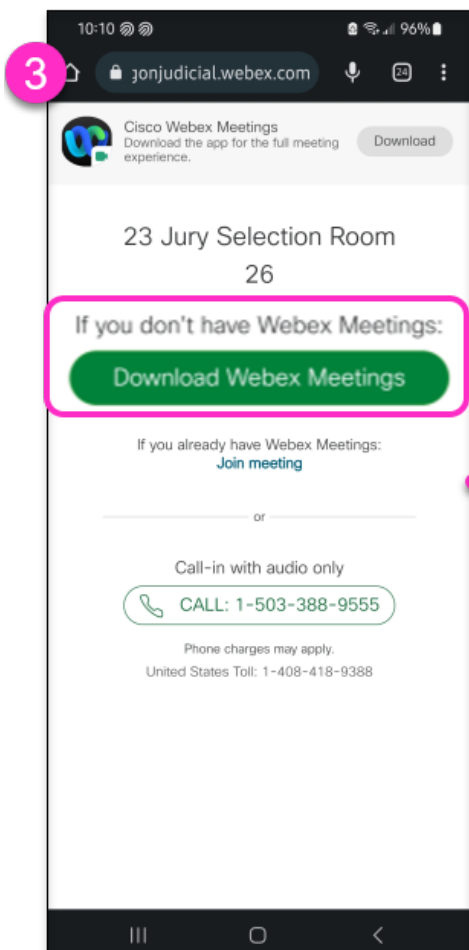 10:10 96%
3
gonjudicial.webex.com 24
Cisco Webex Meetings
Download the app for the full meeting
experience.
Download
23 Jury Selection Room
26
If you don't have Webex Meetings:
Download Webex Meetings
If you already have Webex Meetings:
Join meeting
or
Call-in with audio only
CALL: 1-503-388-9555
Phone charges may apply.
United States Toll: 1-408-418-9388